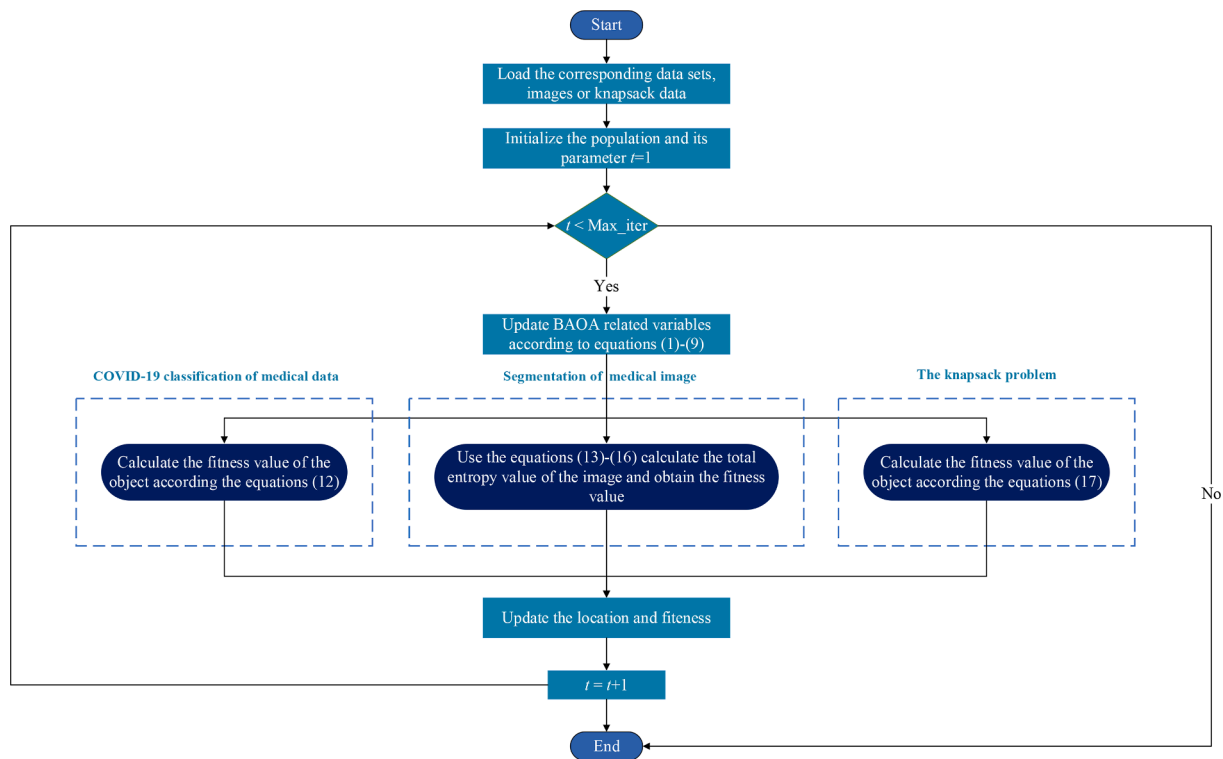 Start
Load the corresponding data sets,
images or knapsack data
Initialize the population and its
parameter t=1
t < Max_iter
Yes
Update BAOA related variables
according to equations (1)-(9)
COVID-19 classification of medical data
Segmentation of medical image
The knapsack problem
Calculate the fitness value of the
object according the equations (12)
Use the equations (13)-(16) calculate the total
entropy value of the image and obtain the fitness
value
Calculate the fitness value of the
object according the equations (17)
No
Update the location and fiteness
t = t+1
End